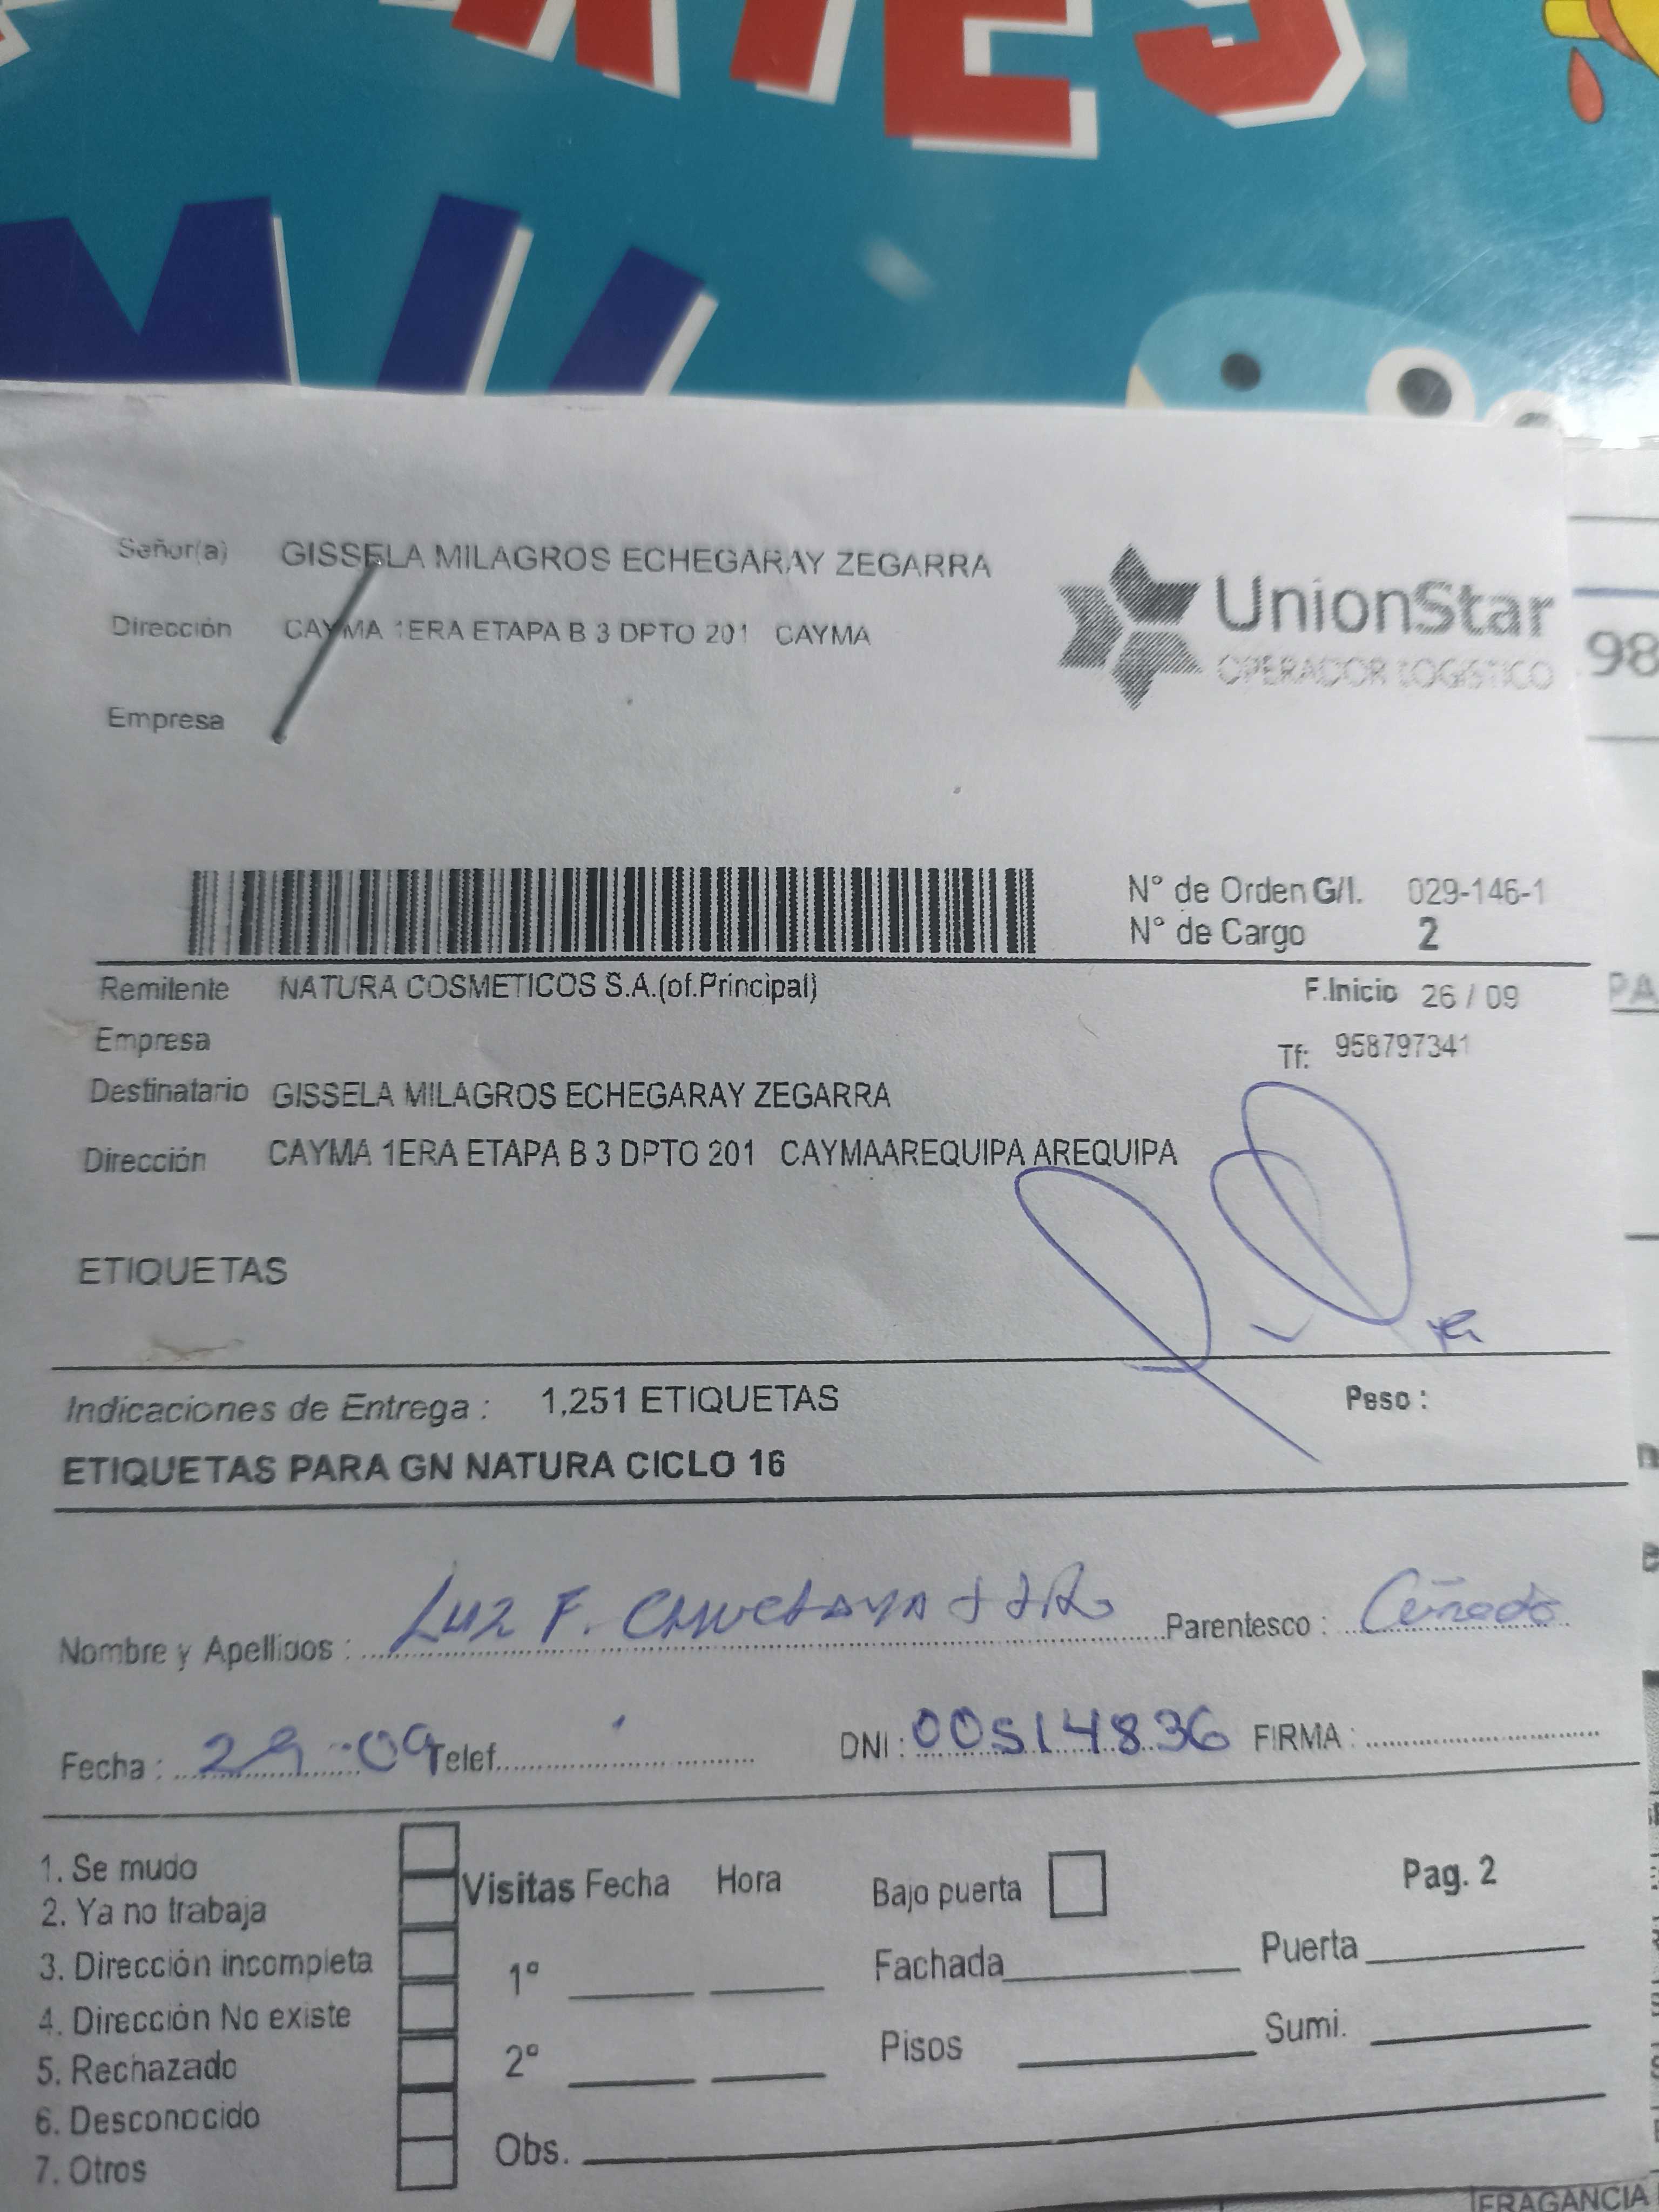 Señor(a) GISSELA MILAGROS ECHEGARAY ZEGARRA
Dirección CAYMA 1ERA ETAPA B 3 DPTO 201 CAYMA
Empresa
UnionStar
OPERADOR LOGISTICO
98
N° de Orden G/I. 029-146-1
N° de Cargo 2
Remitente NATURA COSMETICOS S.A.(of.Principal)
F.Inicio 26 / 09
PA
Empresa
Tf: 958797341
Destinatario GISSELA MILAGROS ECHEGARAY ZEGARRA
Dirección CAYMA 1ERA ETAPA B 3 DPTO 201 CAYMAAREQUIPA AREQUIPA
ETIQUETAS
Indicaciones de Entrega : 1,251 ETIQUETAS Peso :
ETIQUETAS PARA GN NATURA CICLO 16
Nombre y Apellidos : Luz F. Parentesco : Cuñado
Fecha : 29-09 Telef. DNI : 00514836 FIRMA :
1. Se mudo
2. Ya no trabaja
3. Dirección incompleta
4. Dirección No existe
5. Rechazado
6. Desconocido
7. Otros
Visitas Fecha Hora
1°
2°
Obs.
Bajo puerta Pag. 2
Fachada Puerta
Pisos Sumi.
FRAGANCIA